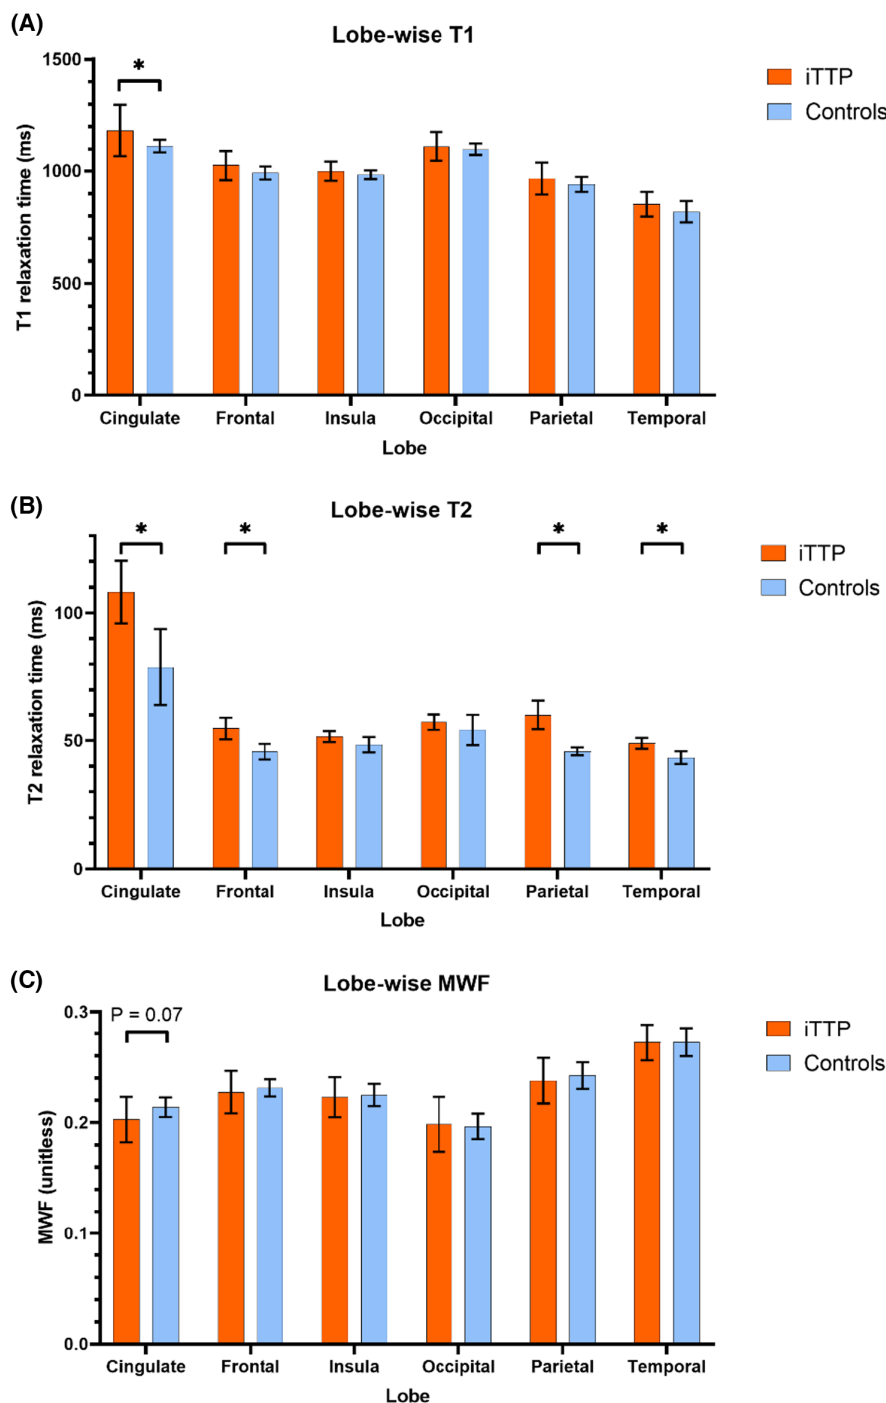 (A)
Lobe-wise T1
T1 relaxation time (ms)
1500
1000
500
0
*
iTTP
Controls
Cingulate Frontal Insula Occipital Parietal Temporal
Lobe
(B)
Lobe-wise T2
T2 relaxation time (ms)
100
50
0
* * * *
iTTP
Controls
Cingulate Frontal Insula Occipital Parietal Temporal
Lobe
(C)
Lobe-wise MWF
MWF (unitless)
0.3
0.2
0.1
0.0
P = 0.07
iTTP
Controls
Cingulate Frontal Insula Occipital Parietal Temporal
Lobe